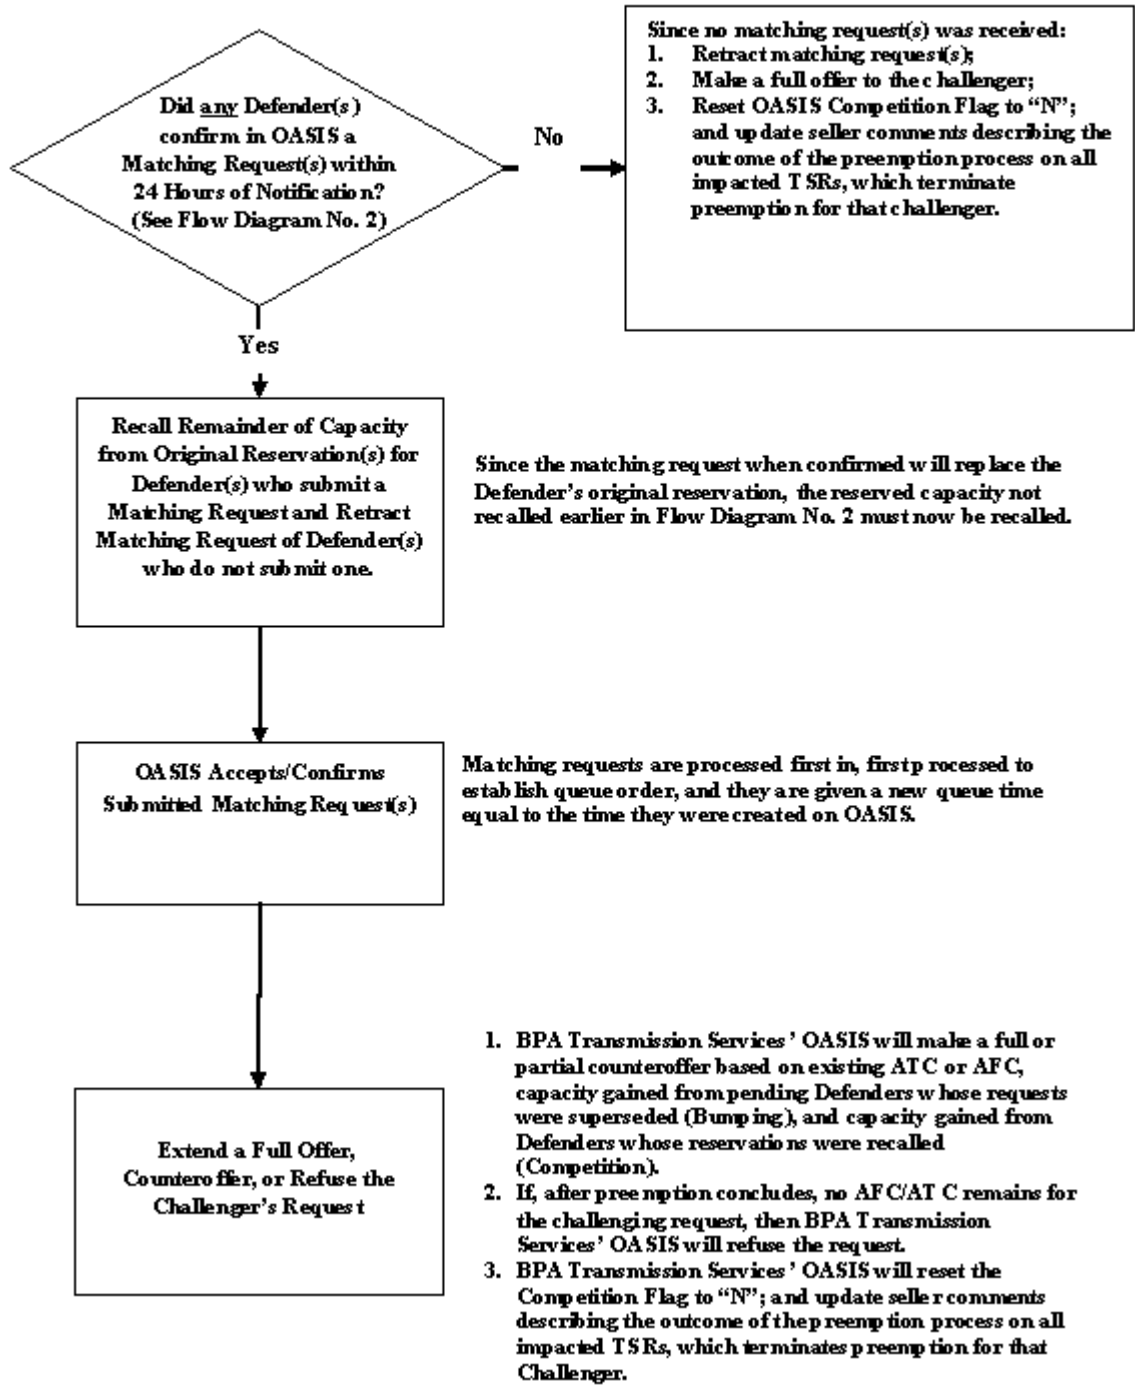 Did any Defender(s)
confirm in OASIS a
Matching Request(s) within
24 Hours of Notification?
(See Flow Diagram No. 2)
No
Since no matching request(s) was received:
1. Retract matching request(s);
2. Make a full offer to the challenger;
3. Reset OASIS Competition Flag to “N”;
and update seller comments describing the
outcome of the preemption process on all
impacted TSRs, which terminate
preemption for that challenger.
Yes
Recall Remainder of Capacity
from Original Reservation(s) for
Defender(s) who submit a
Matching Request and Retract
Matching Request of Defender(s)
who do not submit one.
Since the matching request when confirmed will replace the
Defender’s original reservation, the reserved capacity not
recalled earlier in Flow Diagram No. 2 must now be recalled.
OASIS Accepts/Confirms
Submitted Matching Request(s)
Matching requests are processed first in, first processed to
establish queue order, and they are given a new queue time
equal to the time they were created on OASIS.
Extend a Full Offer,
Counteroffer, or Refuse the
Challenger’s Request
1. BPA Transmission Services’ OASIS will make a full or
partial counteroffer based on existing ATC or AFC,
capacity gained from pending Defenders whose requests
were superseded (Bumping), and capacity gained from
Defenders whose reservations were recalled
(Competition).
2. If, after preemption concludes, no AFC/ATC remains for
the challenging request, then BPA Transmission
Services’ OASIS will refuse the request.
3. BPA Transmission Services’ OASIS will reset the
Competition Flag to “N”; and update seller comments
describing the outcome of the preemption process on all
impacted TSRs, which terminates preemption for that
Challenger.